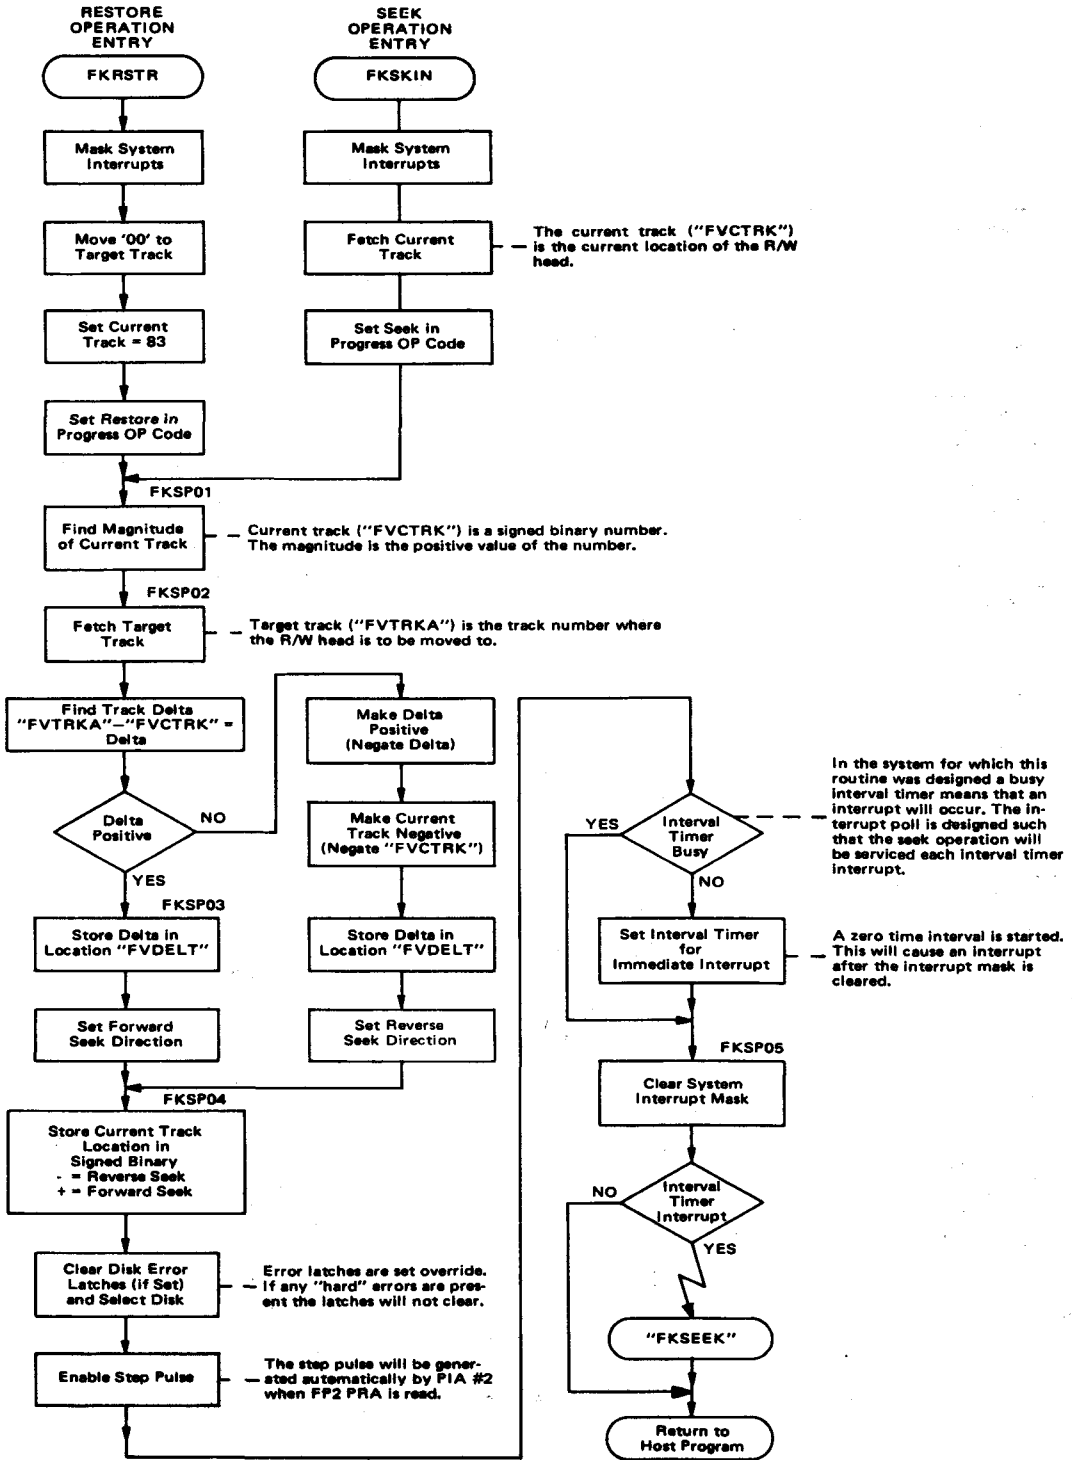 RESTORE
OPERATION
ENTRY
FKRSTR
Mask System
Interrupts
Move '00' to
Target Track
Set Current
Track = 83
Set Restore in
Progress OP Code
SEEK
OPERATION
ENTRY
FKSKIN
Mask System
Interrupts
Fetch Current
Track
The current track ("FVCTRK")
is the current location of the R/W
head.
Set Seek in
Progress OP Code
FKSP01
Find Magnitude
of Current Track
Current track ("FVCTRK") is a signed binary number.
The magnitude is the positive value of the number.
FKSP02
Fetch Target
Track
Target track ("FVTRKA") is the track number where
the R/W head is to be moved to.
Find Track Delta
"FVTRKA"—"FVCTRK" =
Delta
Delta
Positive
NO
YES
FKSP03
Store Delta in
Location "FVDELT"
Set Forward
Seek Direction
Make Delta
Positive
(Negate Delta)
Make Current
Track Negative
(Negate "FVCTRK")
Store Delta in
Location "FVDELT"
Set Reverse
Seek Direction
FKSP04
Store Current Track
Location in
Signed Binary
- = Reverse Seek
+ = Forward Seek
Clear Disk Error
Latches (if Set)
and Select Disk
Error latches are set override.
If any "hard" errors are pres-
ent the latches will not clear.
Enable Step Pulse
The step pulse will be gener-
ated automatically by PIA #2
when FP2 PRA is read.
Interval
Timer
Busy
YES
NO
In the system for which this
routine was designed a busy
interval timer means that an
interrupt will occur. The in-
terrupt poll is designed such
that the seek operation will
be serviced each interval timer
interrupt.
Set Interval Timer
for
Immediate Interrupt
A zero time interval is started.
This will cause an interrupt
after the interrupt mask is
cleared.
FKSP05
Clear System
Interrupt Mask
Interval
Timer
Interrupt
NO
YES
"FKSEEK"
Return to
Host Program